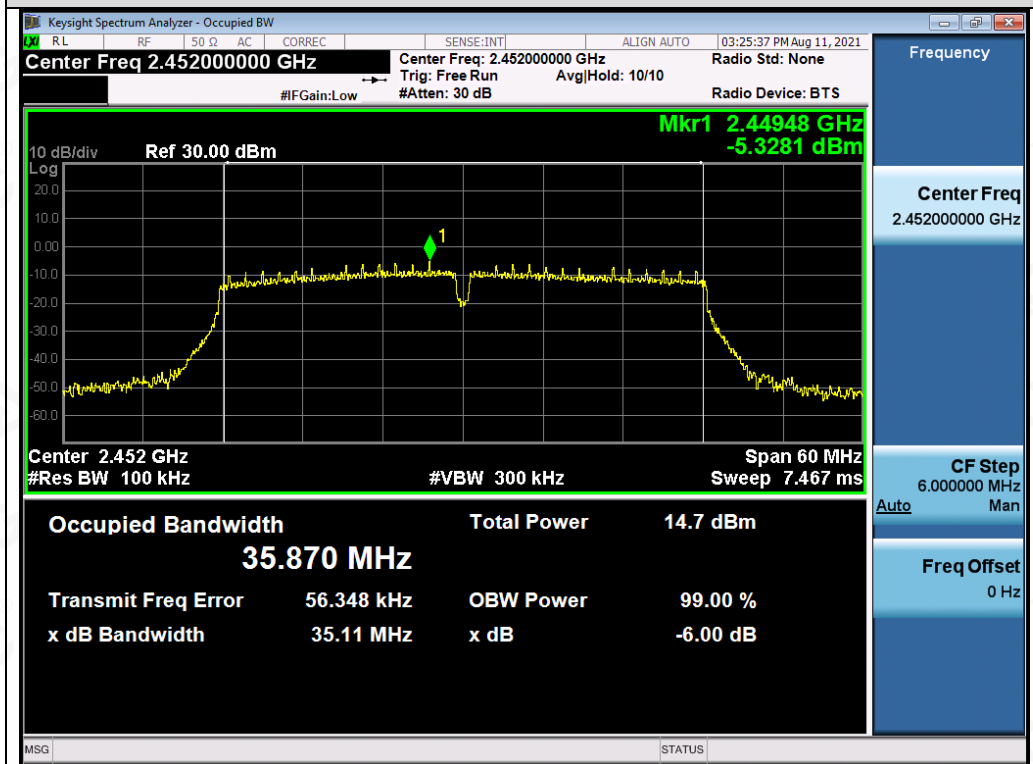 Keysight Spectrum Analyzer - Occupied BW
LXI RL RF 50 Ω AC CORREC SENSE:INT ALIGN AUTO 03:25:37 PM Aug 11, 2021
Center Freq 2.452000000 GHz
Center Freq: 2.452000000 GHz
Radio Std: None
Trig: Free Run Avg|Hold: 10/10
#IFGain:Low
#Atten: 30 dB
Radio Device: BTS
Mkr1 2.44948 GHz
-5.3281 dBm
10 dB/div Ref 30.00 dBm
Log
20.0
10.0
0.00
-10.0
-20.0
-30.0
-40.0
-50.0
-60.0
1
Center 2.452 GHz Span 60 MHz
#Res BW 100 kHz #VBW 300 kHz Sweep 7.467 ms
Occupied Bandwidth Total Power 14.7 dBm
35.870 MHz
Transmit Freq Error 56.348 kHz OBW Power 99.00 %
x dB Bandwidth 35.11 MHz x dB -6.00 dB
MSG STATUS
Frequency
Center Freq
2.452000000 GHz
CF Step
6.000000 MHz
Auto Man
Freq Offset
0 Hz